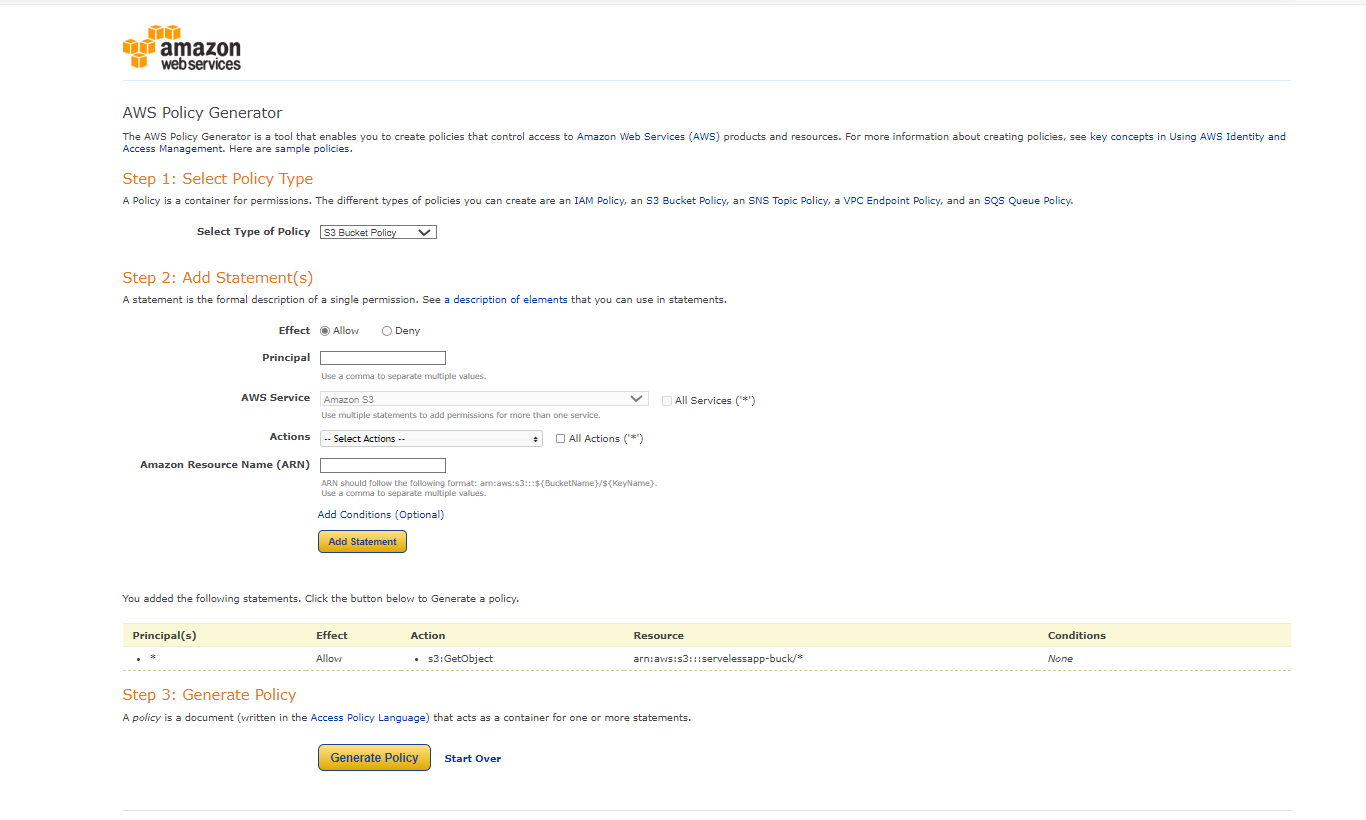 amazon
webservices
AWS Policy Generator
The AWS Policy Generator is a tool that enables you to create policies that control access to Amazon Web Services (AWS) products and resources. For more information about creating policies, see key concepts in Using AWS Identity and
Access Management. Here are sample policies.
Step 1: Select Policy Type
A Policy is a container for permissions. The different types of policies you can create are an IAM Policy, an S3 Bucket Policy, an SNS Topic Policy, a VPC Endpoint Policy, and an SQS Queue Policy.
Select Type of Policy S3 Bucket Policy
Step 2: Add Statement(s)
A statement is the formal description of a single permission. See a description of elements that you can use in statements.
Effect Allow Deny
Principal
Use a comma to separate multiple values.
AWS Service Amazon S3 All Services ('*')
Use multiple statements to add permissions for more than one service.
Actions -- Select Actions -- All Actions ('*')
Amazon Resource Name (ARN)
ARN should follow the following format: arn:aws:s3:::${BucketName}/${KeyName}.
Use a comma to separate multiple values.
Add Conditions (Optional)
Add Statement
You added the following statements. Click the button below to Generate a policy.
Principal(s) Effect Action Resource Conditions
• * Allow • s3:GetObject arn:aws:s3:::servelessapp-buck/* None
Step 3: Generate Policy
A policy is a document (written in the Access Policy Language) that acts as a container for one or more statements.
Generate Policy Start Over